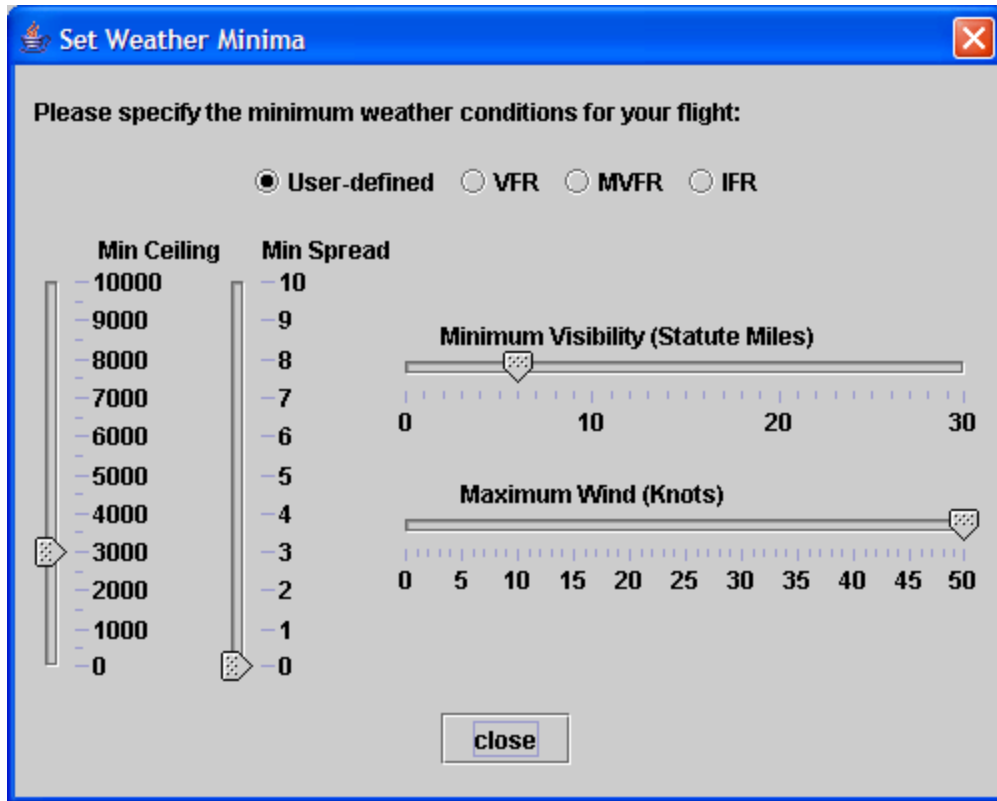 Set Weather Minima
Please specify the minimum weather conditions for your flight:
User-defined VFR MVFR IFR
Min Ceiling Min Spread
10000
9000
8000
7000
6000
5000
4000
3000
2000
1000
0
10
9
8
7
6
5
4
3
2
1
0
Minimum Visibility (Statute Miles)
0 10 20 30
Maximum Wind (Knots)
0 5 10 15 20 25 30 35 40 45 50
close